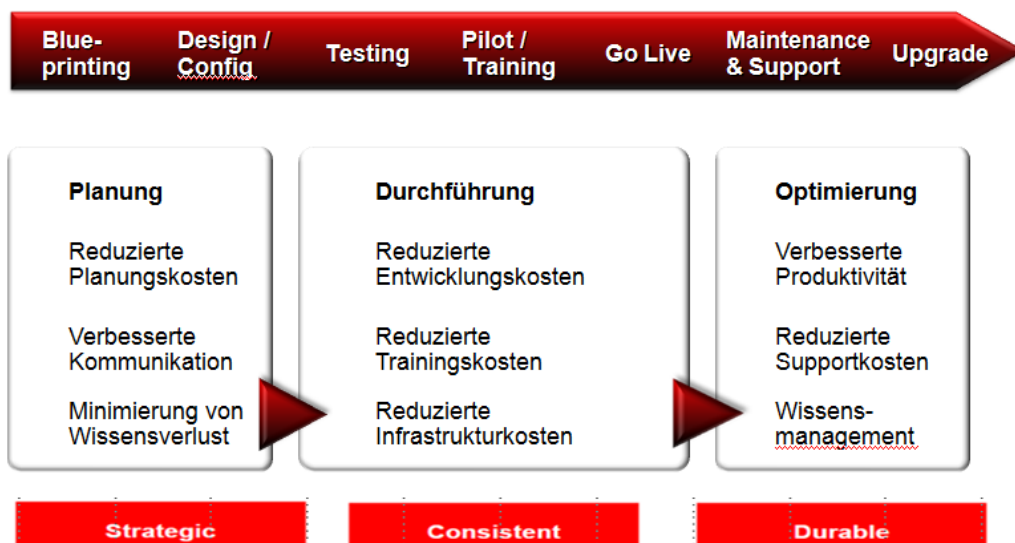 Blue-
printing
Design /
Config
Testing
Pilot /
Training
Go Live
Maintenance
& Support
Upgrade
Planung
Reduzierte
Planungskosten
Verbesserte
Kommunikation
Minimierung von
Wissensverlust
Durchführung
Reduzierte
Entwicklungskosten
Reduzierte
Trainingskosten
Reduzierte
Infrastrukturkosten
Optimierung
Verbesserte
Produktivität
Reduzierte
Supportkosten
Wissens-
management
Strategic
Consistent
Durable